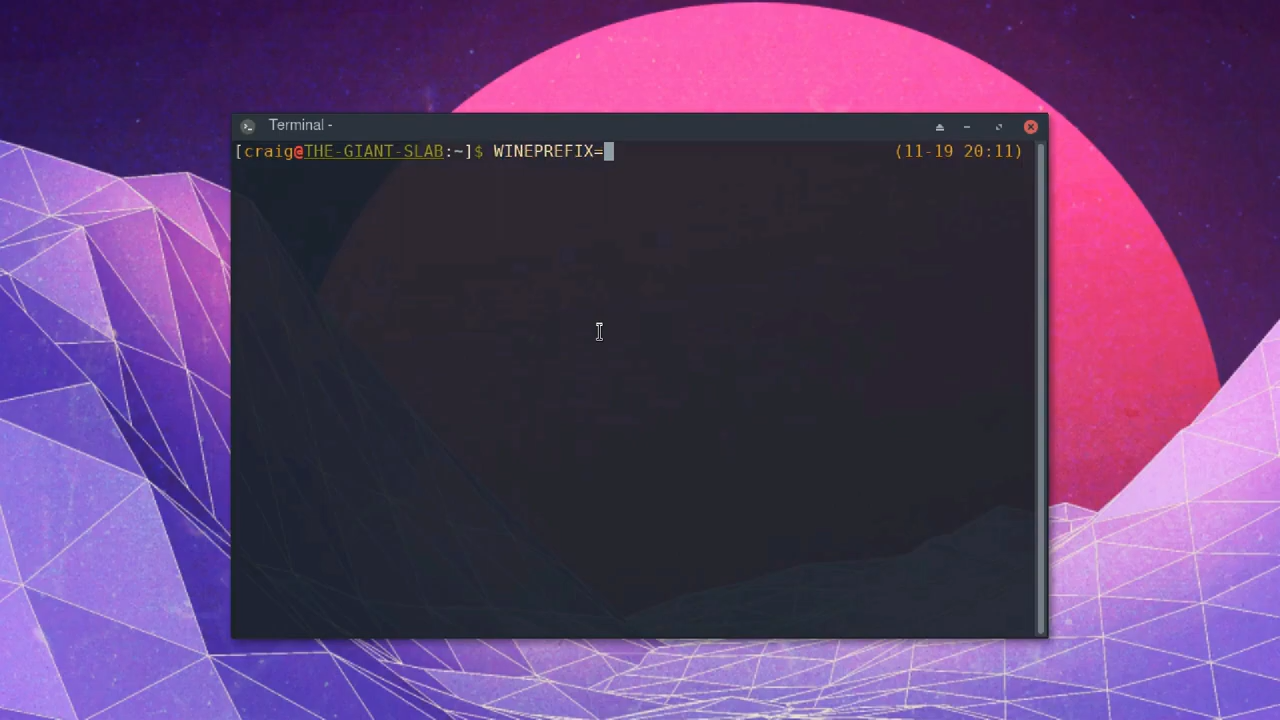 Terminal -
[craig@THE-GIANT-SLAB:~]$ WINEPREFIX= (11-19 20:11)